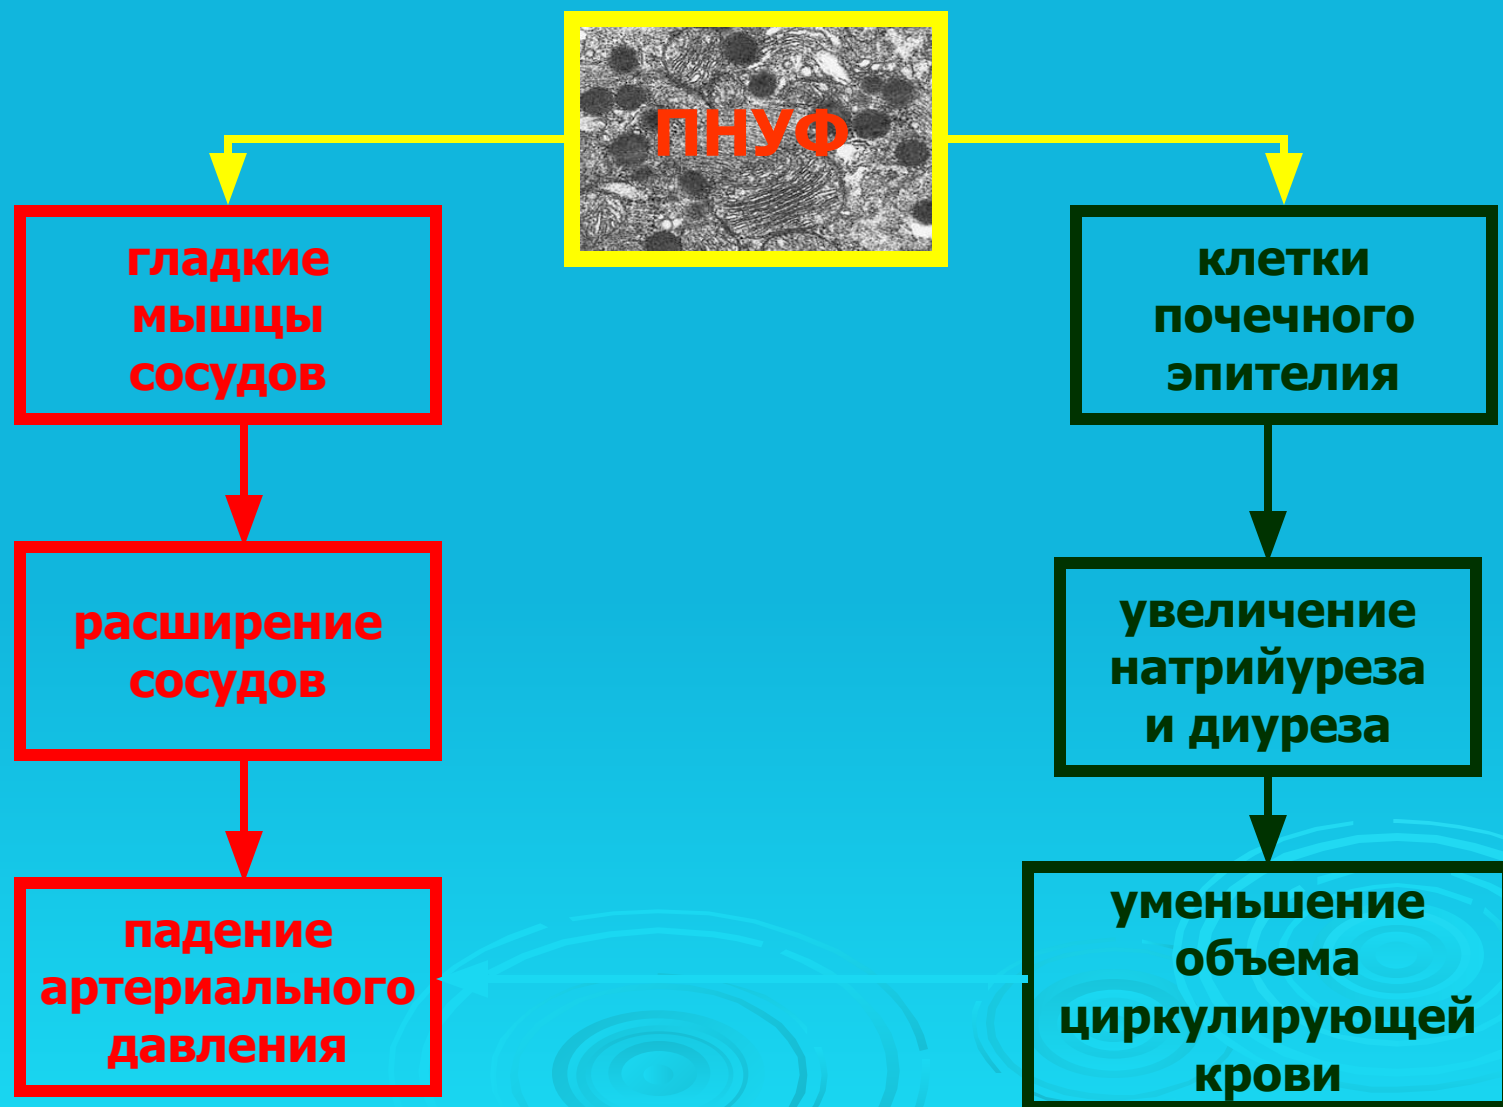 ПНУФ
гладкие
мышцы
сосудов
расширение
сосудов
падение
артериального
давления
клетки
почечного
эпителия
увеличение
натрийуреза
и диуреза
уменьшение
объема
циркулирующей
крови